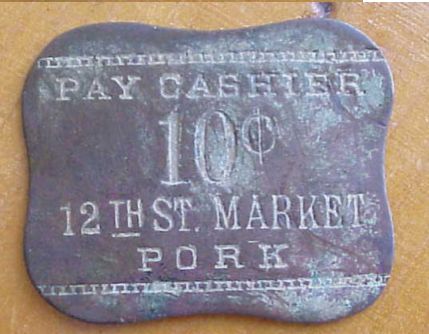 PAY CASHIER
10¢
12TH ST. MARKET
PORK